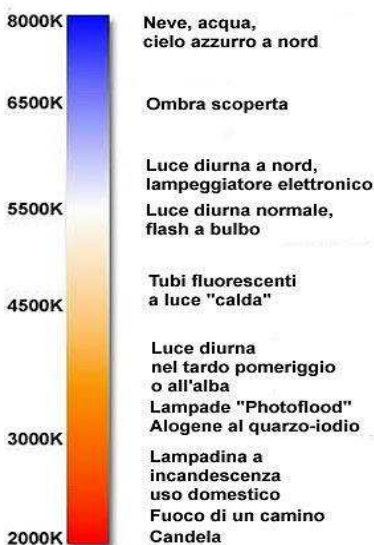 8000K
Neve, acqua,
cielo azzurro a nord
6500K
Ombra scoperta
Luce diurna a nord,
lampeggiatore elettronico
5500K
Luce diurna normale,
flash a bulbo
Tubi fluorescenti
a luce "calda"
4500K
Luce diurna
nel tardo pomeriggio
o all'alba
Lampade "Photoflood"
Alogene al quarzo-iodio
3000K
Lampadina a
incandescenza
uso domestico
Fuoco di un camino
2000K
Candela